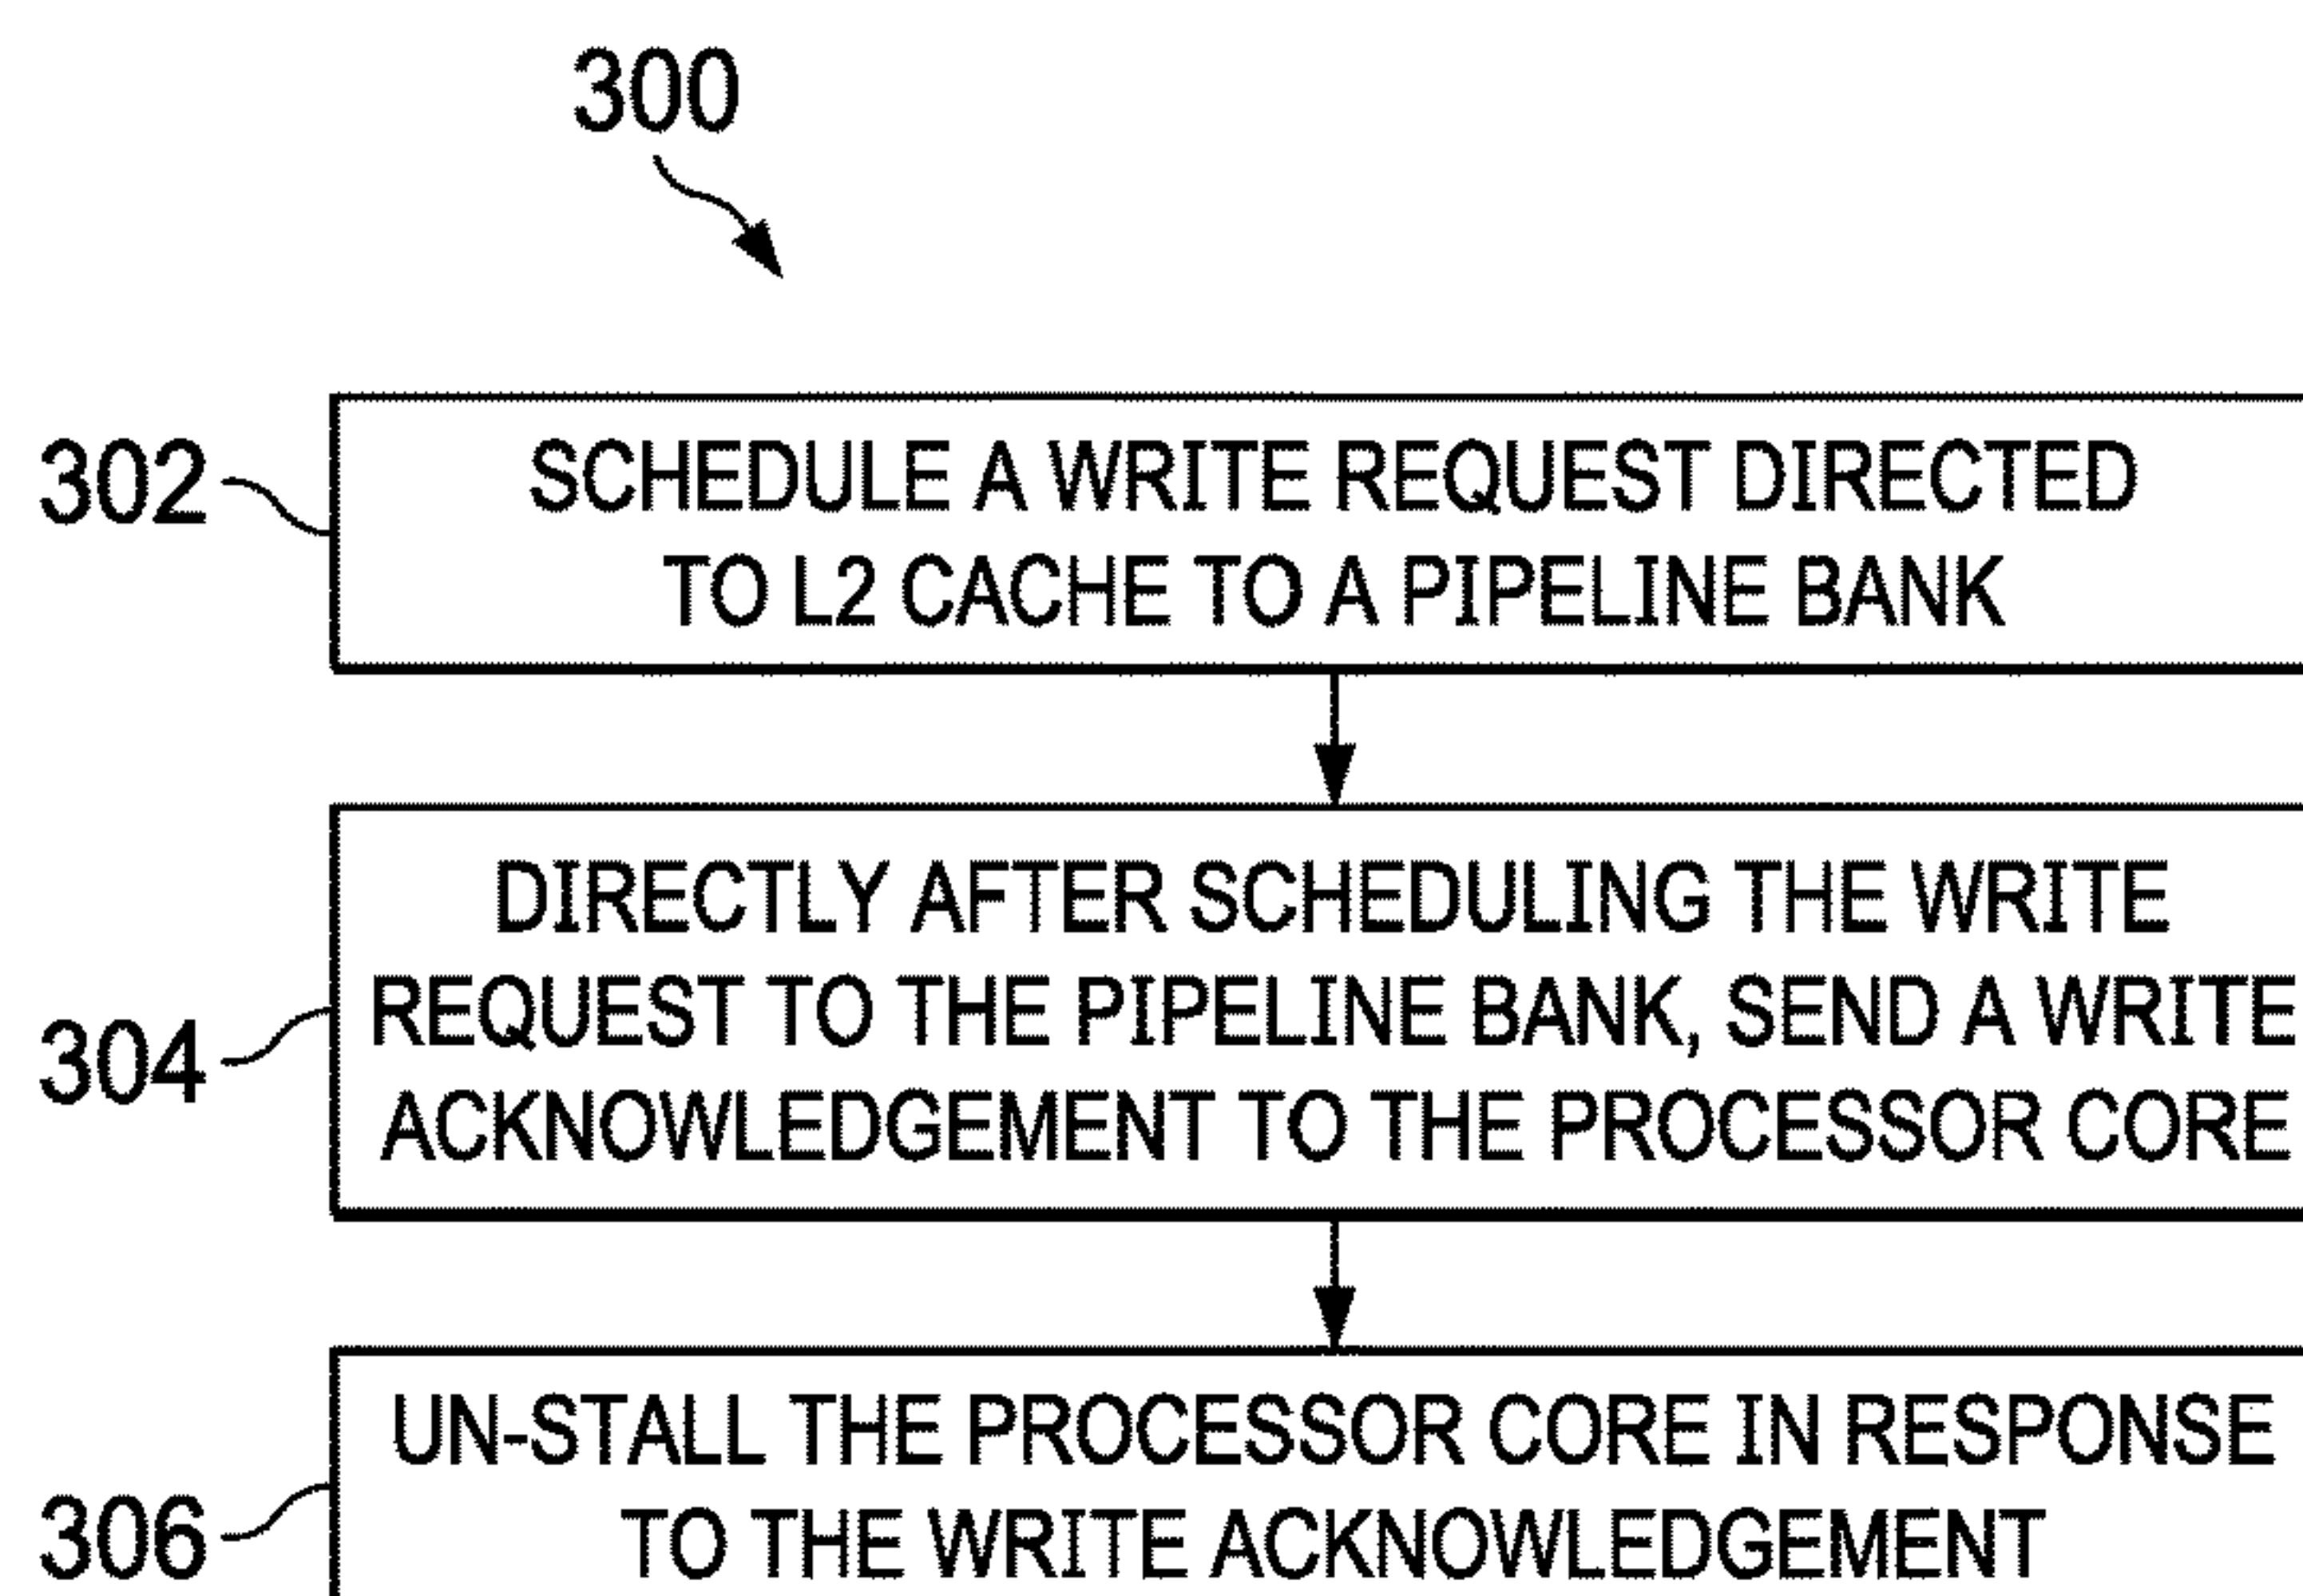 300
302
SCHEDULE A WRITE REQUEST DIRECTED
TO L2 CACHE TO A PIPELINE BANK
304
DIRECTLY AFTER SCHEDULING THE WRITE
REQUEST TO THE PIPELINE BANK, SEND A WRITE
ACKNOWLEDGEMENT TO THE PROCESSOR CORE
306
UN-STALL THE PROCESSOR CORE IN RESPONSE
TO THE WRITE ACKNOWLEDGEMENT